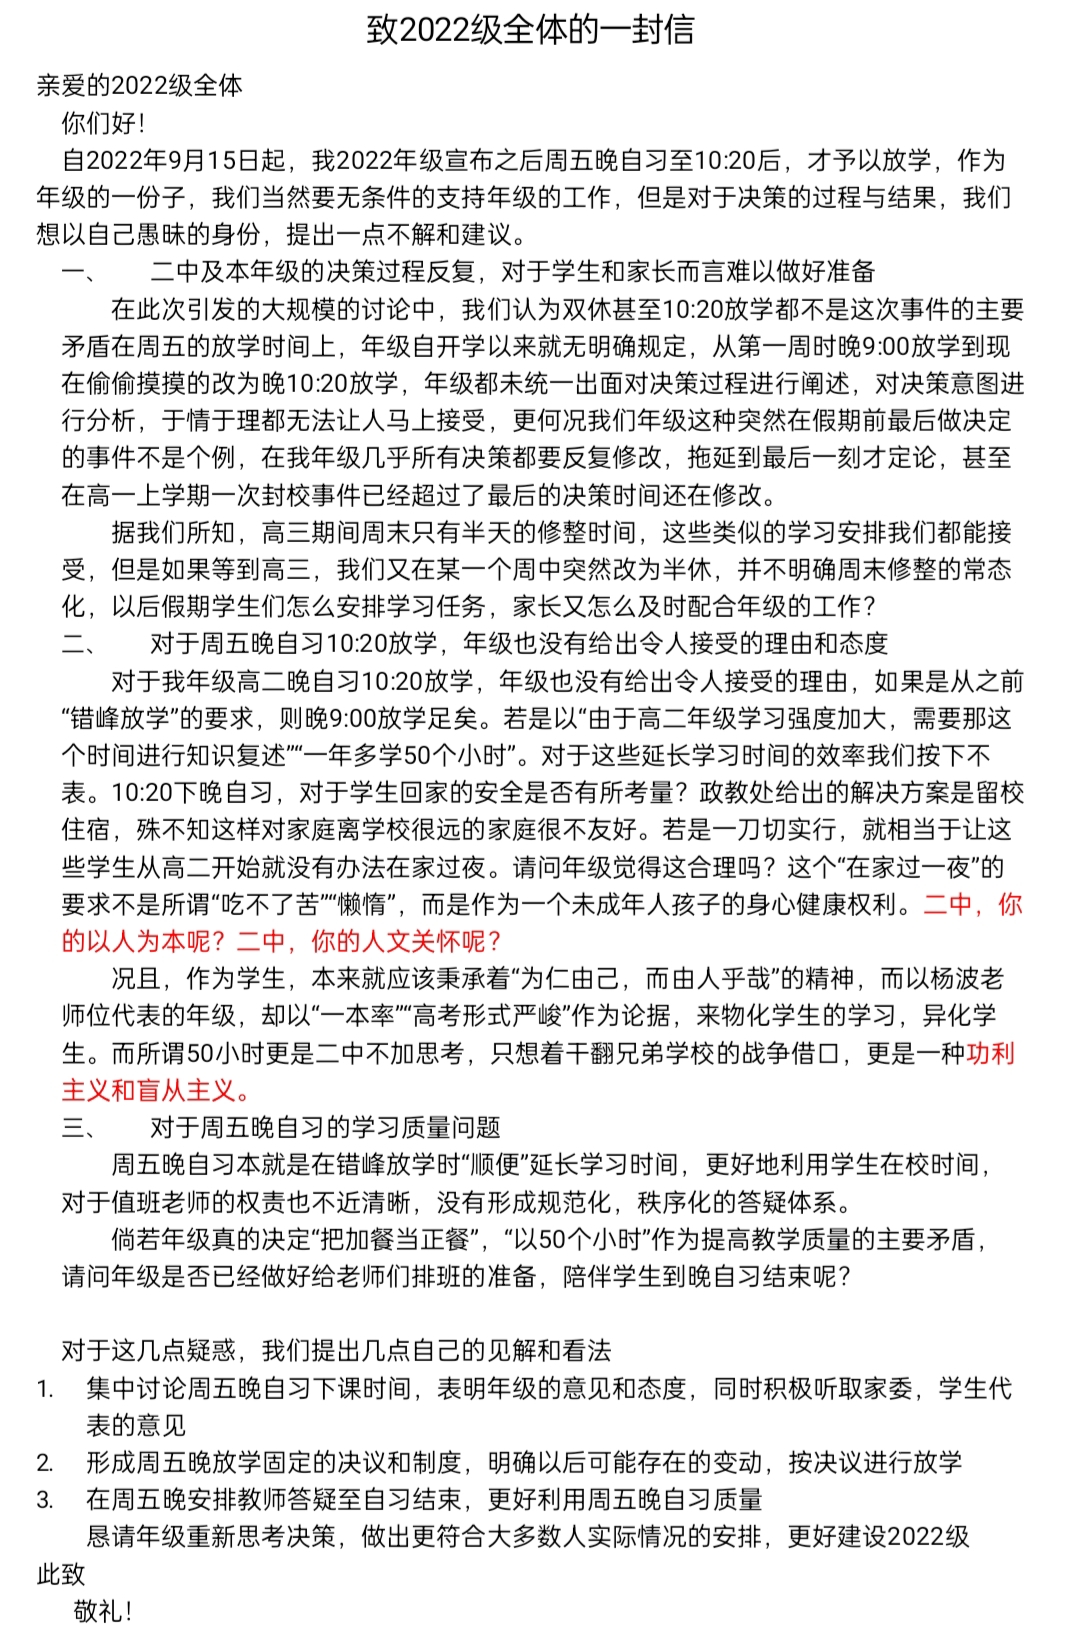 致2022级全体的一封信
亲爱的2022级全体
你们好！
自2022年9月15日起，我2022年级宣布之后周五晚自习至10:20后，才予以放学，作为
年级的一份子，我们当然要无条件的支持年级的工作，但是对于决策的过程与结果，我们
想以自己愚昧的身份，提出一点不解和建议。
一、 二中及本年级的决策过程反复，对于学生和家长而言难以做好准备
在此次引发的大规模的讨论中，我们认为双休甚至10:20放学都不是这次事件的主要
矛盾在周五的放学时间上，年级自开学以来就无明确规定，从第一周时晚9:00放学到现
在偷偷摸摸的改为晚10:20放学，年级都未统一出面对决策过程进行阐述，对决策意图进
行分析，于情于理都无法让人马上接受，更何况我们年级这种突然在假期前最后做决定
的事件不是个例，在我年级几乎所有决策都要反复修改，拖延到最后一刻才定论，甚至
在高一上学期一次封校事件已经超过了最后的决策时间还在修改。
据我们所知，高三期间周末只有半天的修整时间，这些类似的学习安排我们都能接
受，但是如果等到高三，我们又在某一个周中突然改为半休，并不明确周末修整的常态
化，以后假期学生们怎么安排学习任务，家长又怎么及时配合年级的工作？
二、 对于周五晚自习10:20放学，年级也没有给出令人接受的理由和态度
对于我年级高二晚自习10:20放学，年级也没有给出令人接受的理由，如果是从之前
“错峰放学”的要求，则晚9:00放学足矣。若是以“由于高二年级学习强度加大，需要那这
个时间进行知识复述”“一年多学50个小时”。对于这些延长学习时间的效率我们按下不
表。10:20下晚自习，对于学生回家的安全是否有所考量？政教处给出的解决方案是留校
住宿，殊不知这样对家庭离学校很远的家庭很不友好。若是一刀切实行，就相当于让这
些学生从高二开始就没有办法在家过夜。请问年级觉得这合理吗？这个“在家过一夜”的
要求不是所谓“吃不了苦”“懒惰”，而是作为一个未成年人孩子的身心健康权利。二中，你
的以人为本呢？二中，你的人文关怀呢？
况且，作为学生，本来就应该秉承着“为仁由己，而由人乎哉”的精神，而以杨波老
师位代表的年级，却以“一本率”“高考形式严峻”作为论据，来物化学生的学习，异化学
生。而所谓50小时更是二中不加思考，只想着干翻兄弟学校的战争借口，更是一种功利
主义和盲从主义。
三、 对于周五晚自习的学习质量问题
周五晚自习本就是在错峰放学时“顺便”延长学习时间，更好地利用学生在校时间，
对于值班老师的权责也不近清晰，没有形成规范化，秩序化的答疑体系。
倘若年级真的决定“把加餐当正餐”，“以50个小时”作为提高教学质量的主要矛盾，
请问年级是否已经做好给老师们排班的准备，陪伴学生到晚自习结束呢？
对于这几点疑惑，我们提出几点自己的见解和看法
1. 集中讨论周五晚自习下课时间，表明年级的意见和态度，同时积极听取家委，学生代
表的意见
2. 形成周五晚放学固定的决议和制度，明确以后可能存在的变动，按决议进行放学
3. 在周五晚安排教师答疑至自习结束，更好利用周五晚自习质量
恳请年级重新思考决策，做出更符合大多数人实际情况的安排，更好建设2022级
此致
敬礼！